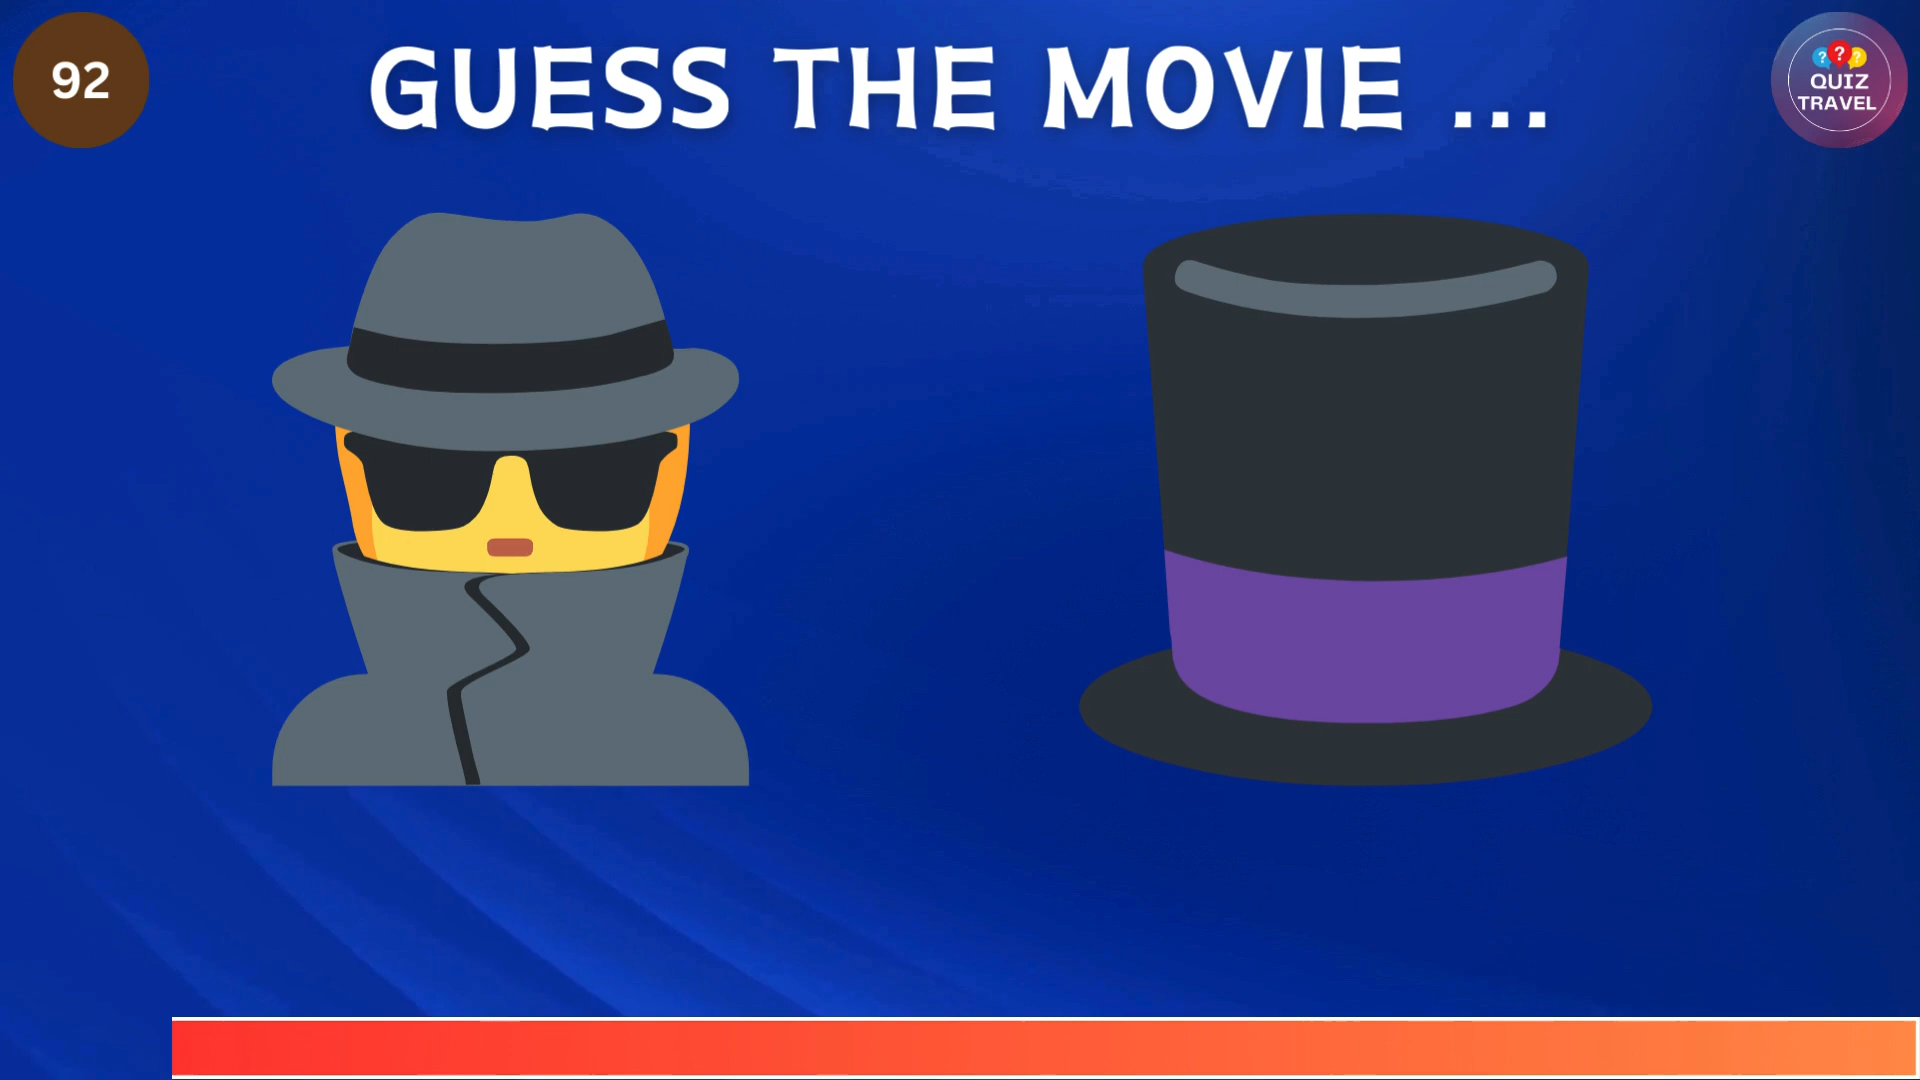 92
GUESS THE MOVIE ...
? ? ?
QUIZ
TRAVEL